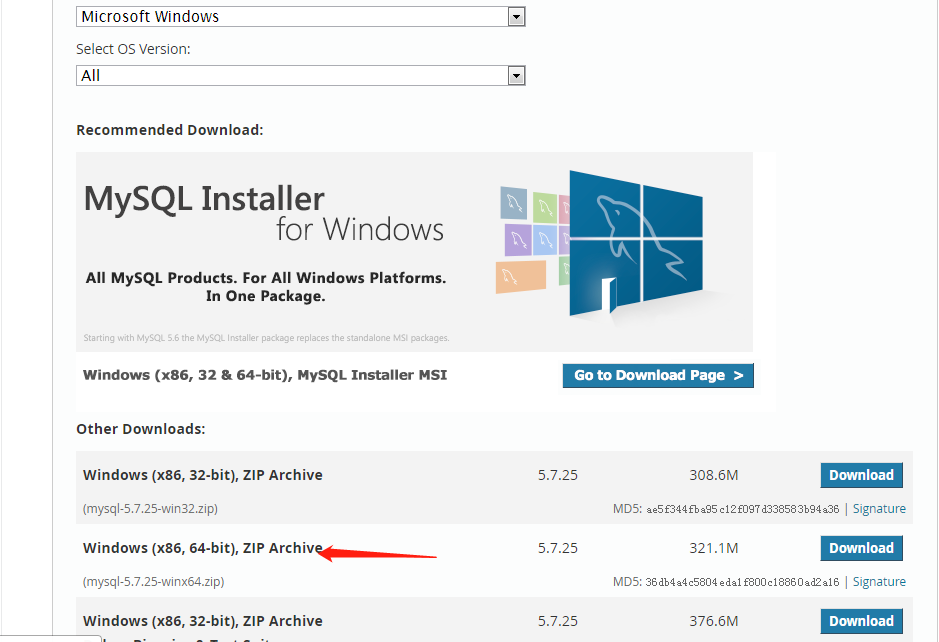 Microsoft Windows
Select OS Version:
All
Recommended Download:
MySQL Installer
for Windows
All MySQL Products. For All Windows Platforms.
In One Package.
Starting with MySQL 5.6 the MySQL Installer package replaces the standalone MSI packages.
Windows (x86, 32 & 64-bit), MySQL Installer MSI
Go to Download Page >
Other Downloads:
Windows (x86, 32-bit), ZIP Archive 5.7.25 308.6M Download
(mysql-5.7.25-win32.zip) MD5: ae5f344fba95c12f097d338583b94a36 | Signature
Windows (x86, 64-bit), ZIP Archive 5.7.25 321.1M Download
(mysql-5.7.25-winx64.zip) MD5: 36db4a4c5804eda1f800c18860ad2a16 | Signature
Windows (x86, 32-bit), ZIP Archive 5.7.25 376.6M Download